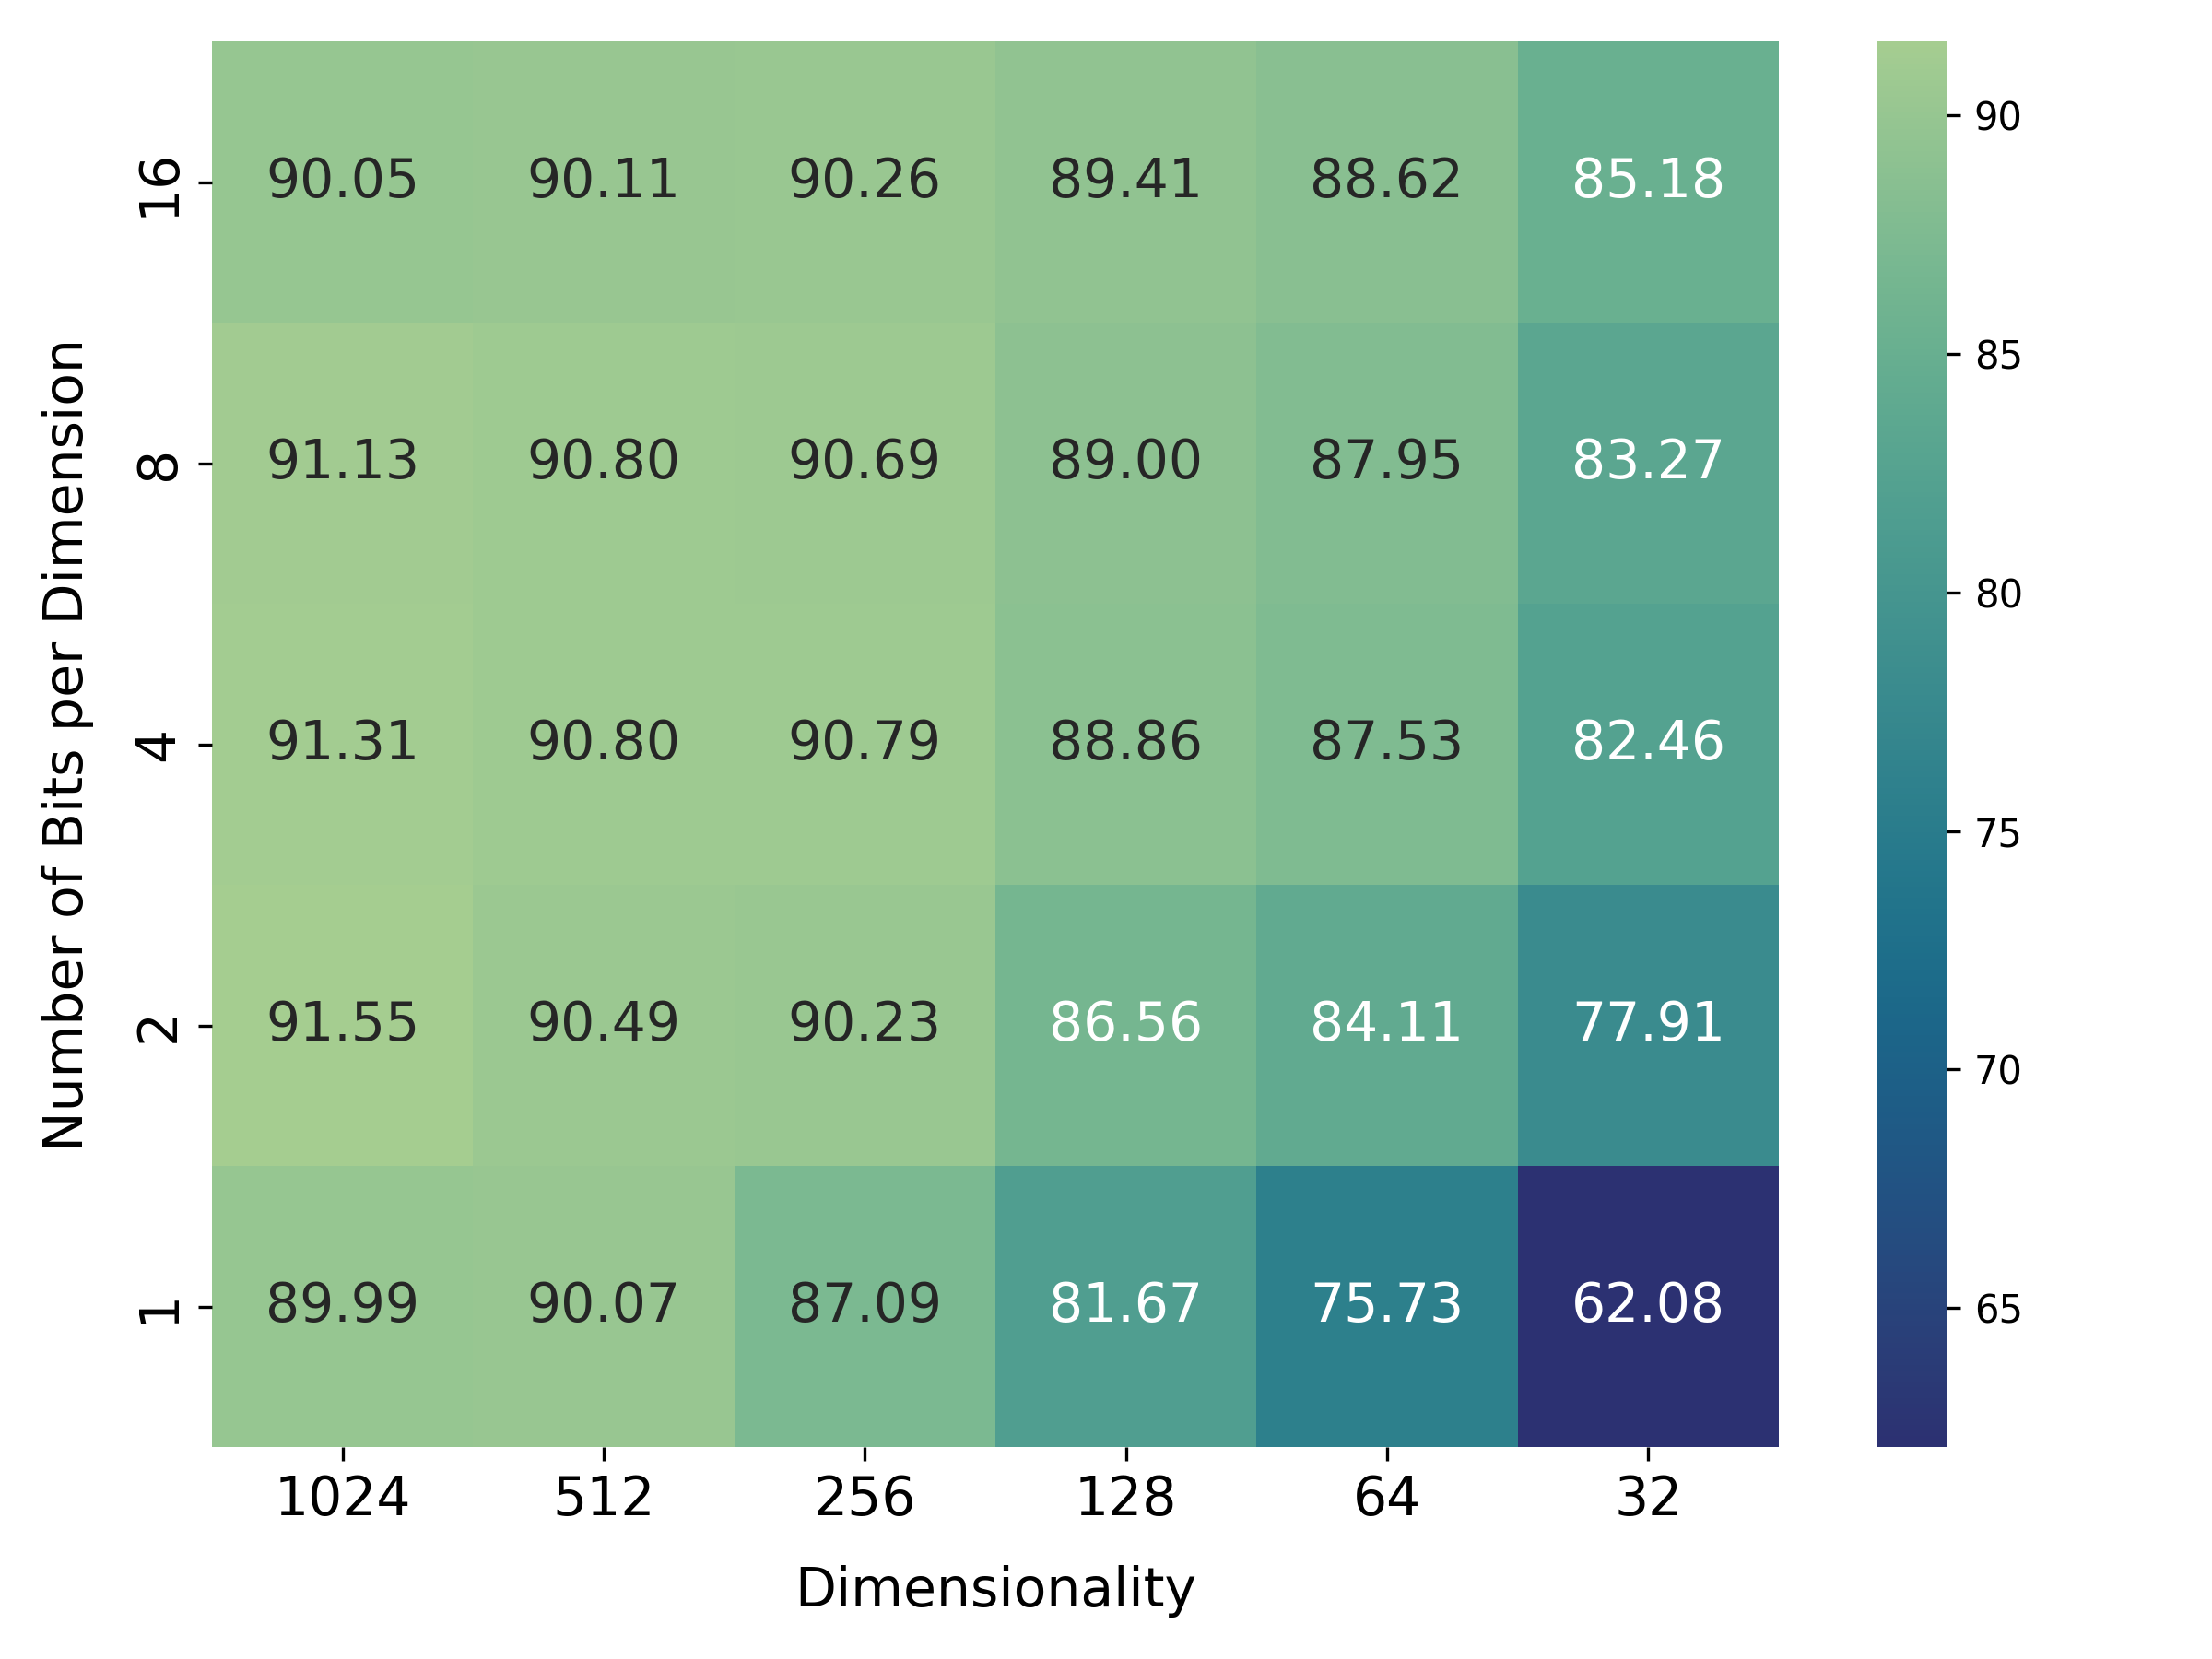 Number of Bits per Dimension
16 90.05 90.11 90.26 89.41 88.62 85.18
8 91.13 90.80 90.69 89.00 87.95 83.27
4 91.31 90.80 90.79 88.86 87.53 82.46
2 91.55 90.49 90.23 86.56 84.11 77.91
1 89.99 90.07 87.09 81.67 75.73 62.08
1024 512 256 128 64 32
Dimensionality
90
85
80
75
70
65